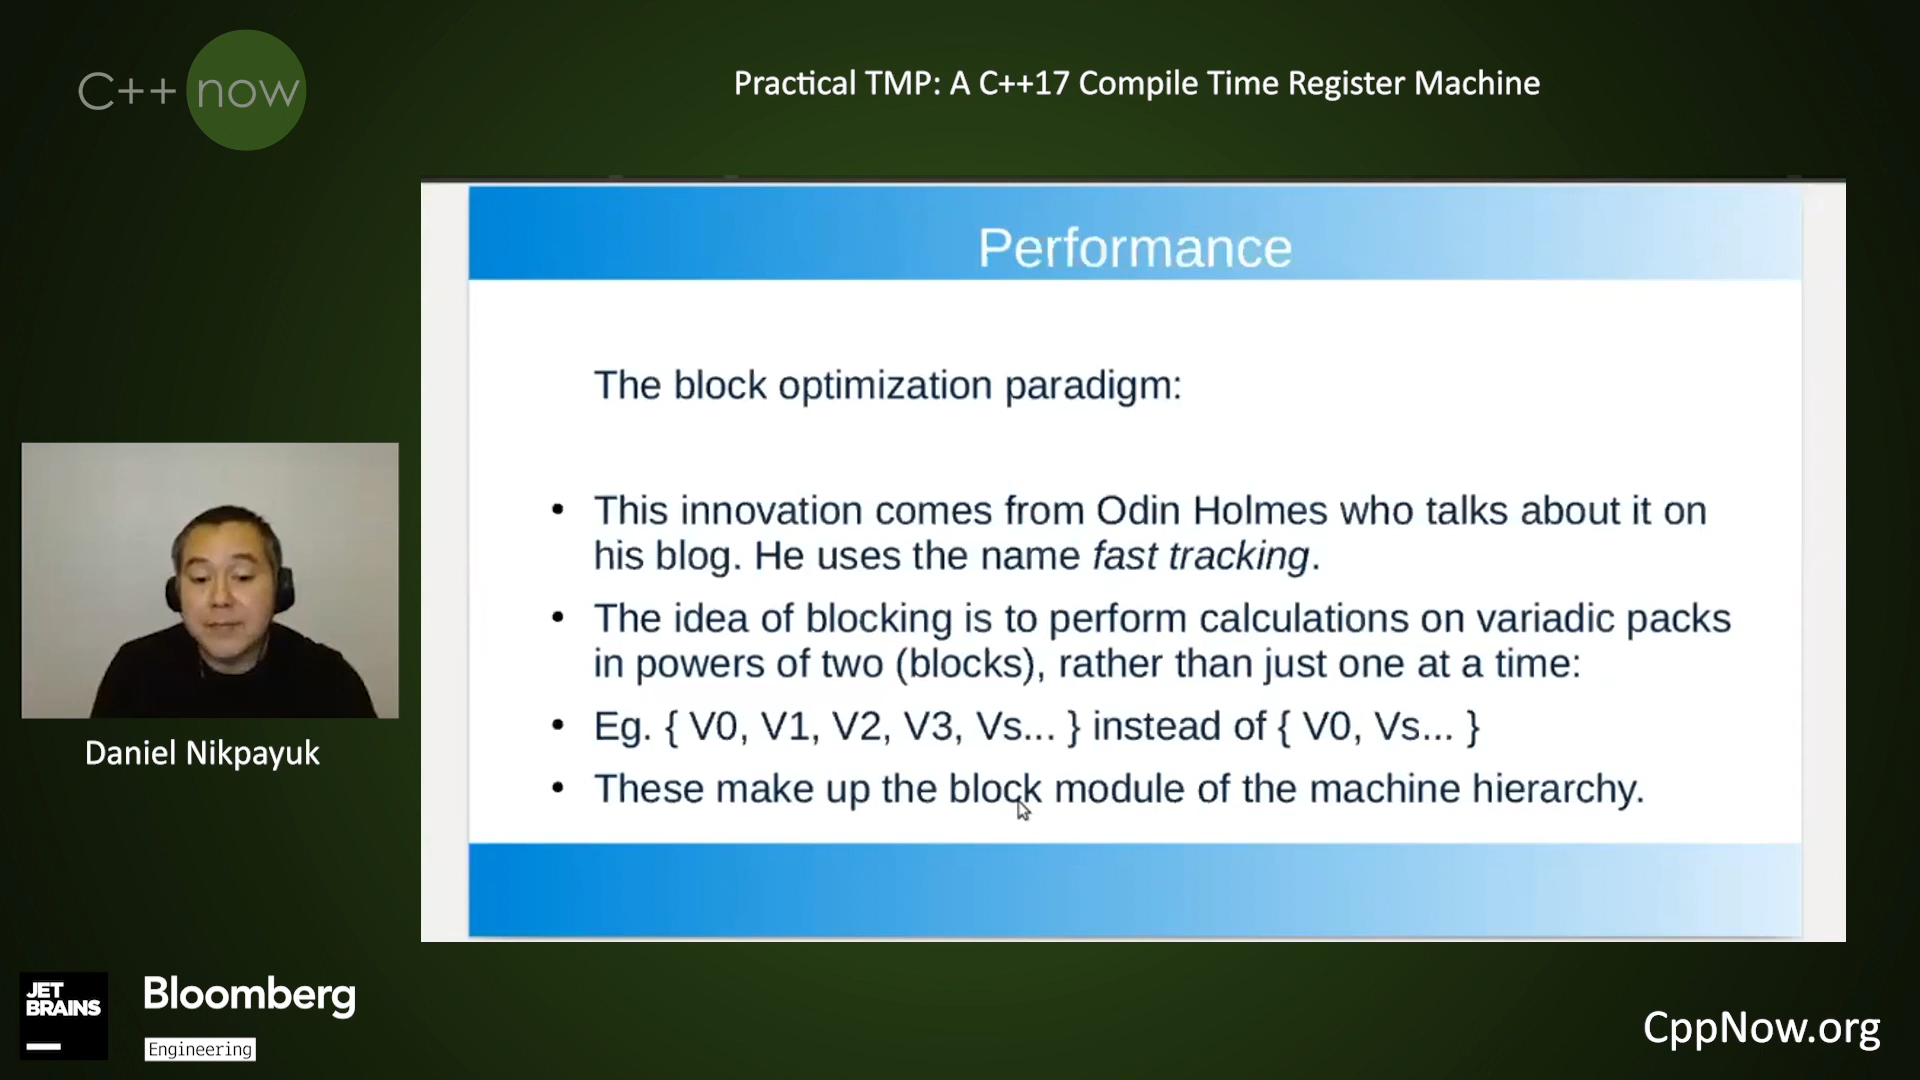 C++ now
Practical TMP: A C++17 Compile Time Register Machine
Performance
The block optimization paradigm:
• This innovation comes from Odin Holmes who talks about it on
his blog. He uses the name fast tracking.
• The idea of blocking is to perform calculations on variadic packs
in powers of two (blocks), rather than just one at a time:
• Eg. { V0, V1, V2, V3, Vs... } instead of { V0, Vs... }
• These make up the block module of the machine hierarchy.
Daniel Nikpayuk
JET
BRAINS
Bloomberg
Engineering
CppNow.org